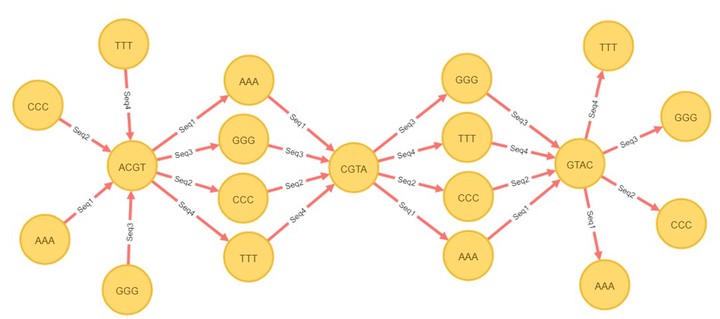 TTT
Seq4
CCC
Seq2
ACGT
AAA
Seq1
GGG
Seq3
AAA
Seq1
Seq1
GGG
Seq3
Seq3
CCC
Seq2
Seq2
TTT
Seq4
Seq4
CGTA
GGG
Seq3
Seq3
TTT
Seq4
Seq4
CCC
Seq2
Seq2
AAA
Seq1
Seq1
GTAC
TTT
Seq4
GGG
Seq3
CCC
Seq2
AAA
Seq1